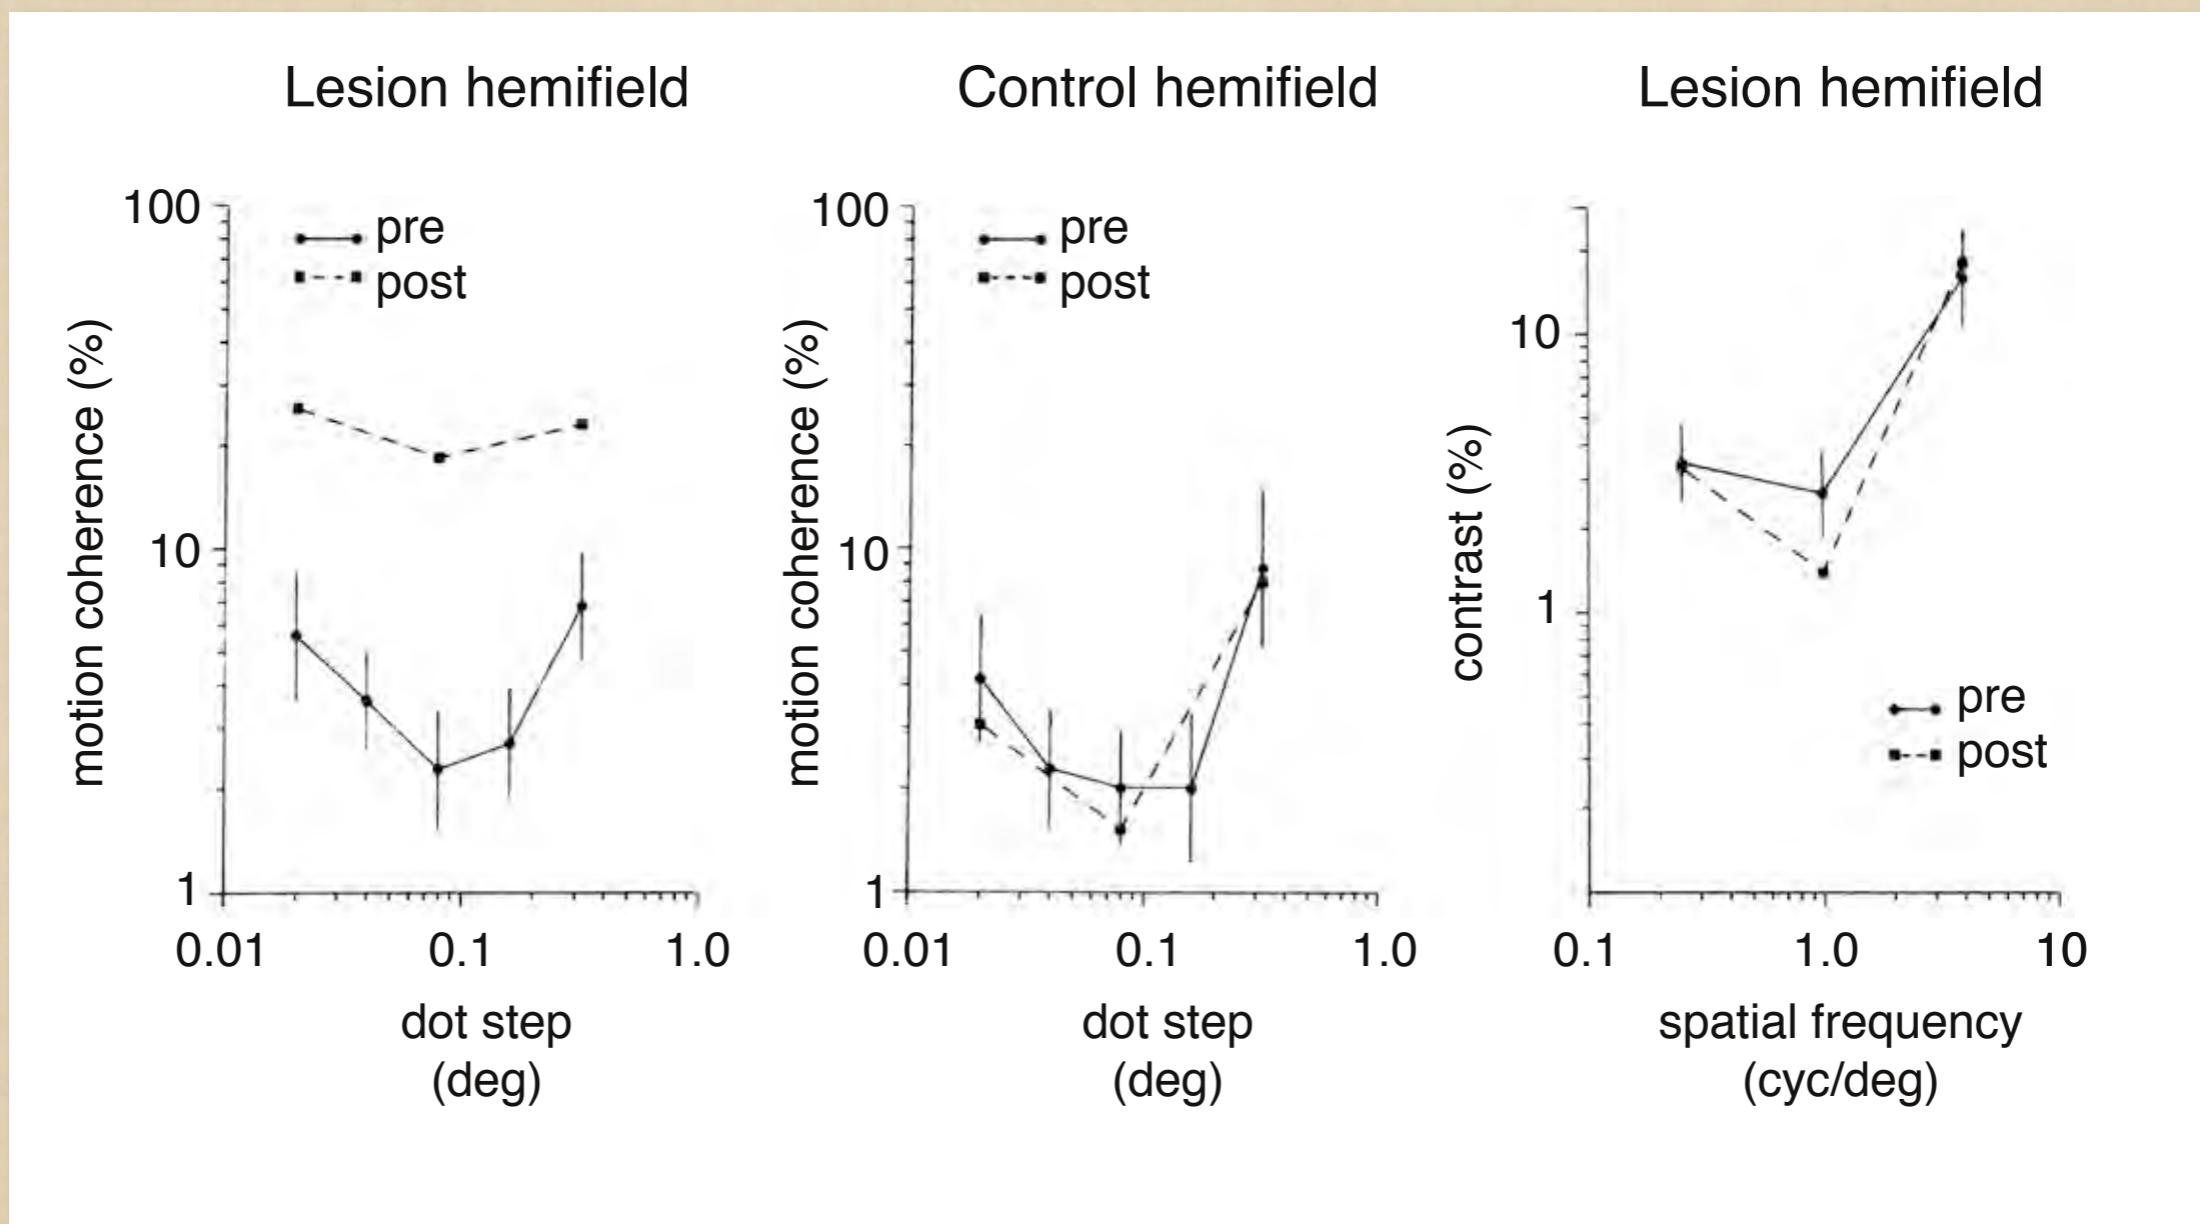 Lesion hemifield
100
10
1
motion coherence (%)
pre
post
0.01
0.1
1.0
dot step
(deg)
Control hemifield
100
10
1
motion coherence (%)
pre
post
0.01
0.1
1.0
dot step
(deg)
Lesion hemifield
10
1
contrast (%)
pre
post
0.1
1.0
10
spatial frequency
(cyc/deg)